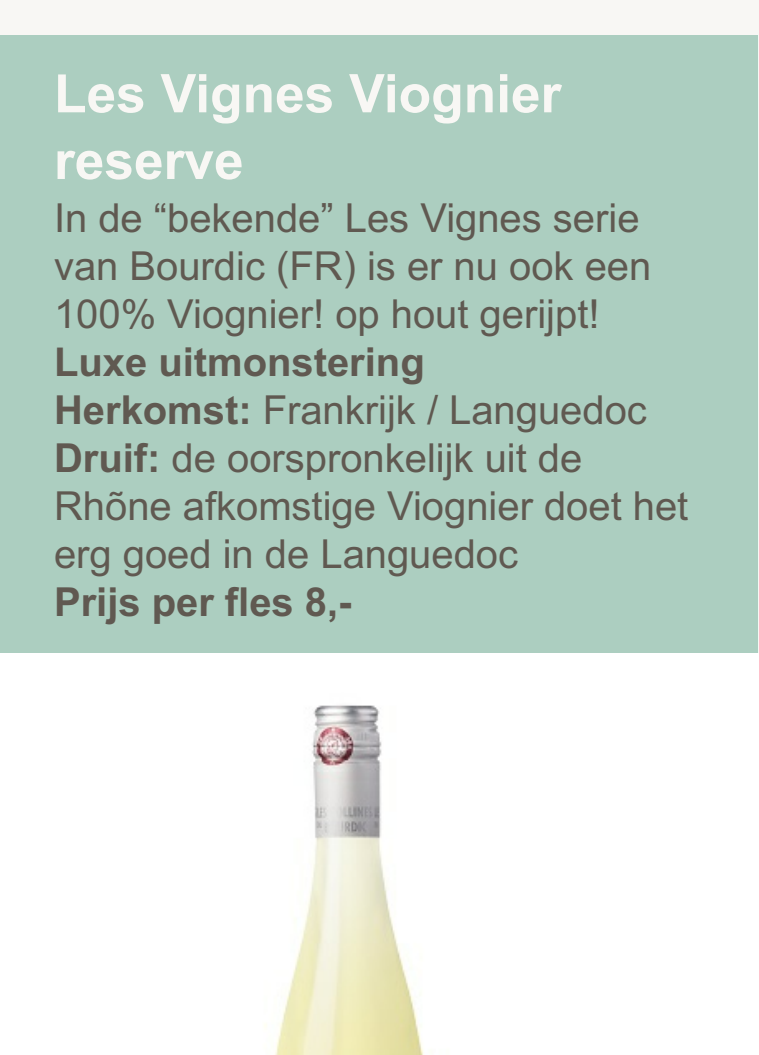 Les Vignes Viognier
reserve
In de “bekende” Les Vignes serie
van Bourdic (FR) is er nu ook een
100% Viognier! op hout gerijpt!
Luxe uitmonstering
Herkomst: Frankrijk / Languedoc
Druif: de oorspronkelijk uit de
Rhõne afkomstige Viognier doet het
erg goed in de Languedoc
Prijs per fles 8,-